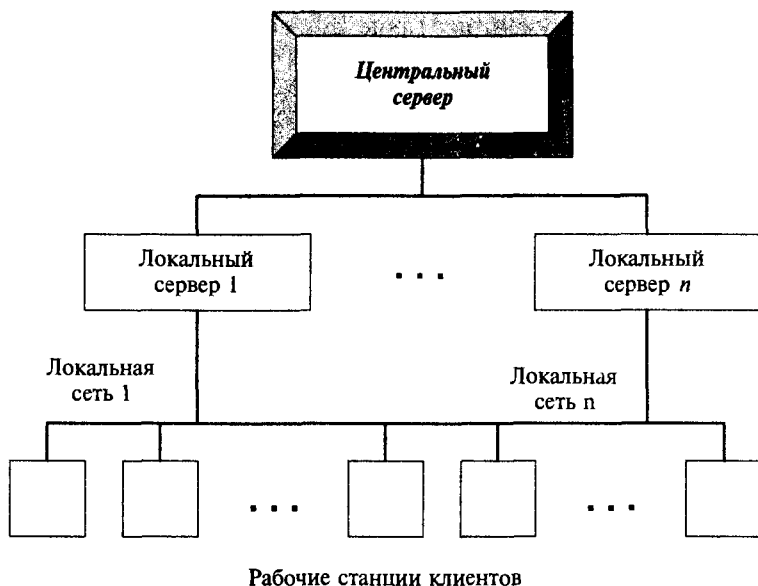 Центральный
сервер
Локальный
сервер 1
. . .
Локальный
сервер n
Локальная
сеть 1
Локальная
сеть n
. . .
. . .
Рабочие станции клиентов